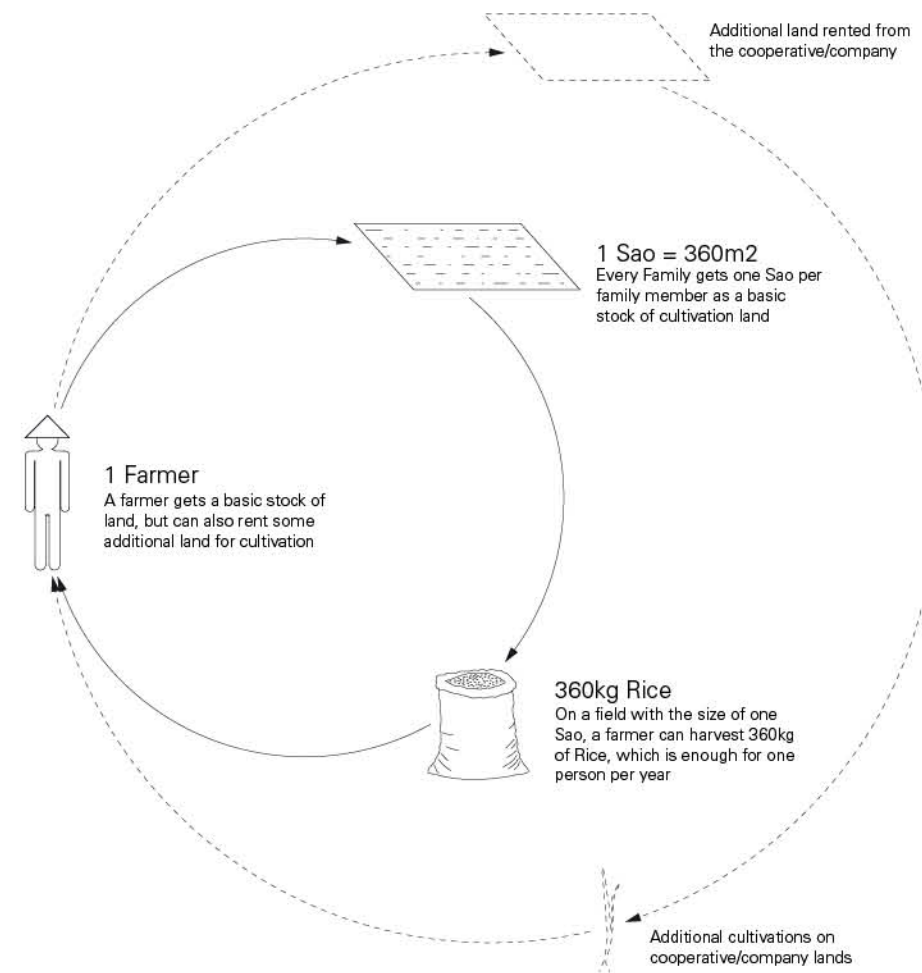 Additional land rented from
the cooperative/company
1 Sao = 360m2
Every Family gets one Sao per
family member as a basic
stock of cultivation land
1 Farmer
A farmer gets a basic stock of
land, but can also rent some
additional land for cultivation
360kg Rice
On a field with the size of one
Sao, a farmer can harvest 360kg
of Rice, which is enough for one
person per year
Additional cultivations on
cooperative/company lands